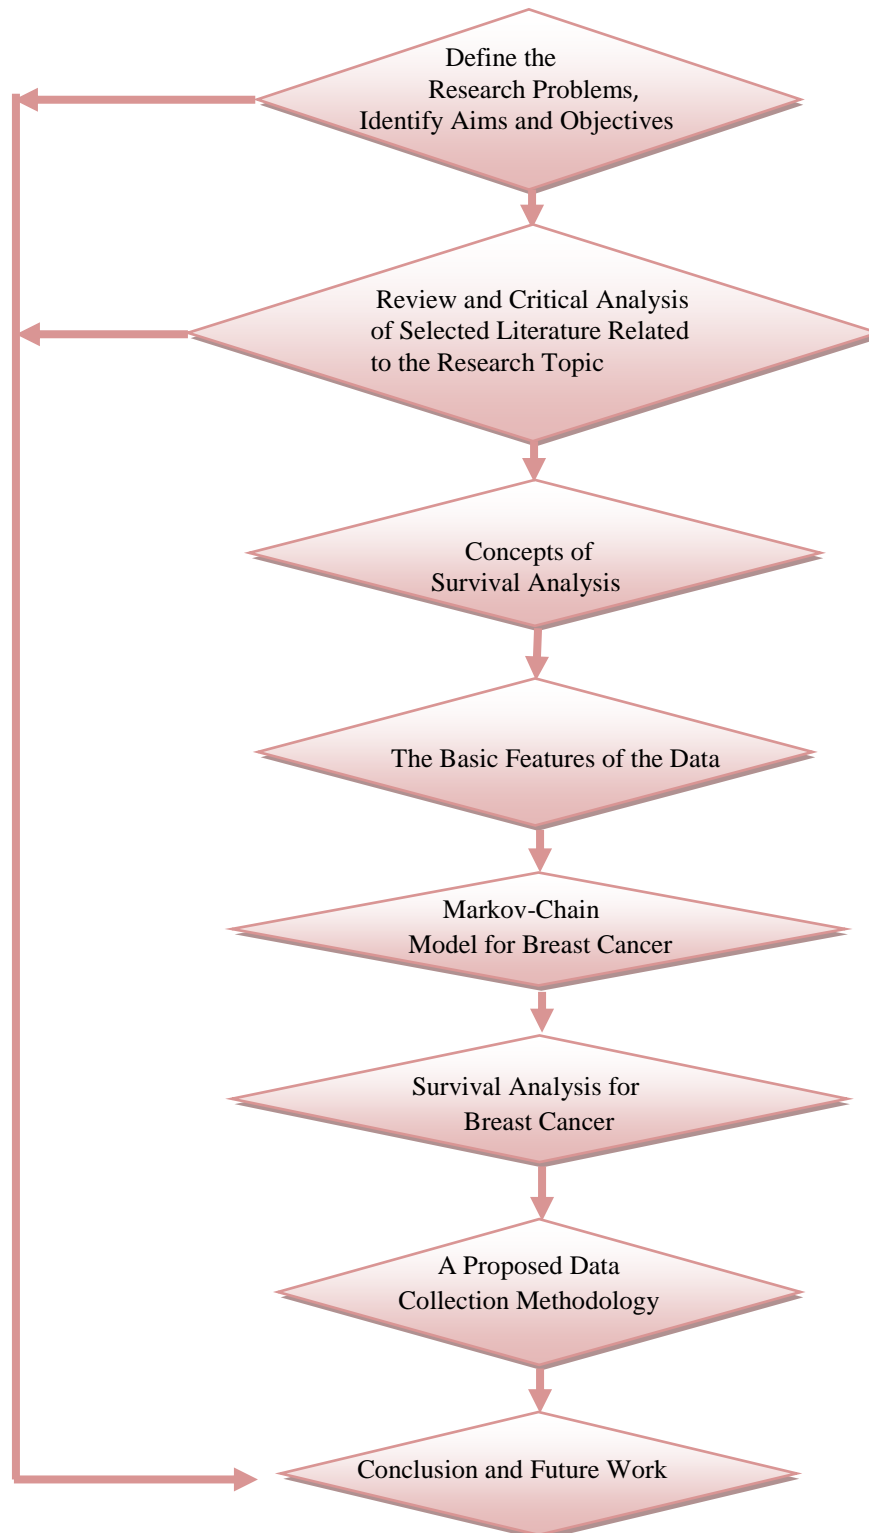 Define the
Research Problems,
Identify Aims and Objectives
Review and Critical Analysis
of Selected Literature Related
to the Research Topic
Concepts of
Survival Analysis
The Basic Features of the Data
Markov-Chain
Model for Breast Cancer
Survival Analysis for
Breast Cancer
A Proposed Data
Collection Methodology
Conclusion and Future Work